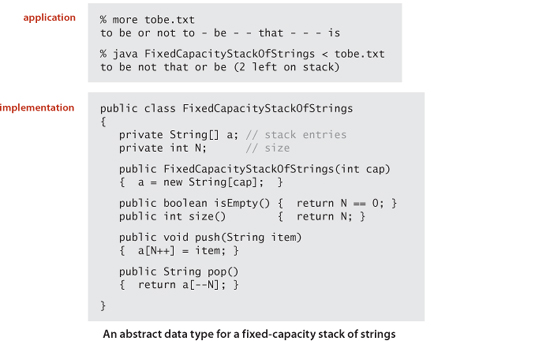 application
% more tobe.txt
to be or not to - be - - that - - - is
% java FixedCapacityStackOfStrings < tobe.txt
to be not that or be (2 left on stack)
implementation
public class FixedCapacityStackOfStrings
{
private String[] a; // stack entries
private int N; // size
public FixedCapacityStackOfStrings(int cap)
{ a = new String[cap]; }
public boolean isEmpty() { return N == 0; }
public int size() { return N; }
public void push(String item)
{ a[N++] = item; }
public String pop()
{ return a[--N]; }
}
An abstract data type for a fixed-capacity stack of strings